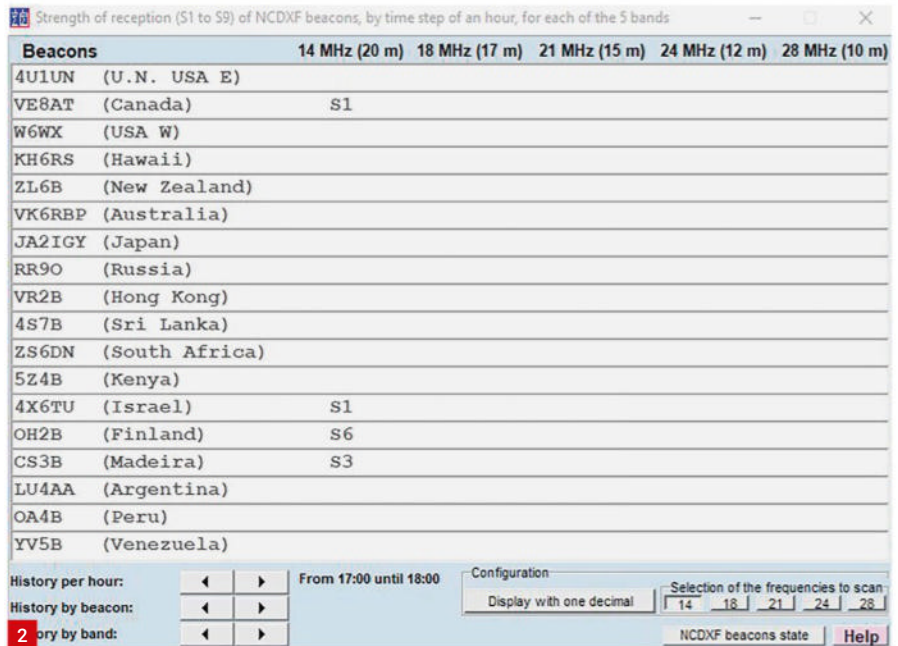 Strength of reception (S1 to S9) of NCDXF beacons, by time step of an hour, for each of the 5 bands
Beacons 14 MHz (20 m) 18 MHz (17 m) 21 MHz (15 m) 24 MHz (12 m) 28 MHz (10 m)
4U1UN (U.N. USA E)
VE8AT (Canada) S1
W6WX (USA W)
KH6RS (Hawaii)
ZL6B (New Zealand)
VK6RBP (Australia)
JA2IGY (Japan)
RR9O (Russia)
VR2B (Hong Kong)
4S7B (Sri Lanka)
ZS6DN (South Africa)
5Z4B (Kenya)
4X6TU (Israel) S1
OH2B (Finland) S6
CS3B (Madeira) S3
LU4AA (Argentina)
OA4B (Peru)
YV5B (Venezuela)
History per hour: From 17:00 until 18:00 Configuration
Display with one decimal Selection of the frequencies to scan
History by beacon: 14 18 21 24 28
2 ory by band: NCDXF beacons state Help